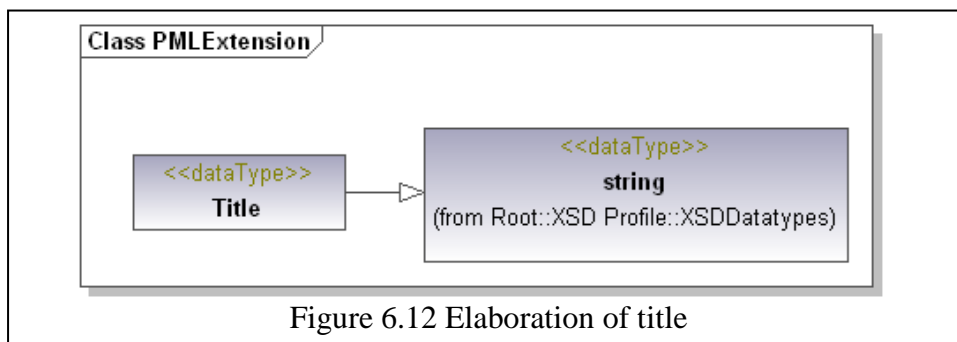 Class PMLExtension
<<dataType>>
Title
<<dataType>>
string
(from Root::XSD Profile::XSDDatatypes)
Figure 6.12 Elaboration of title